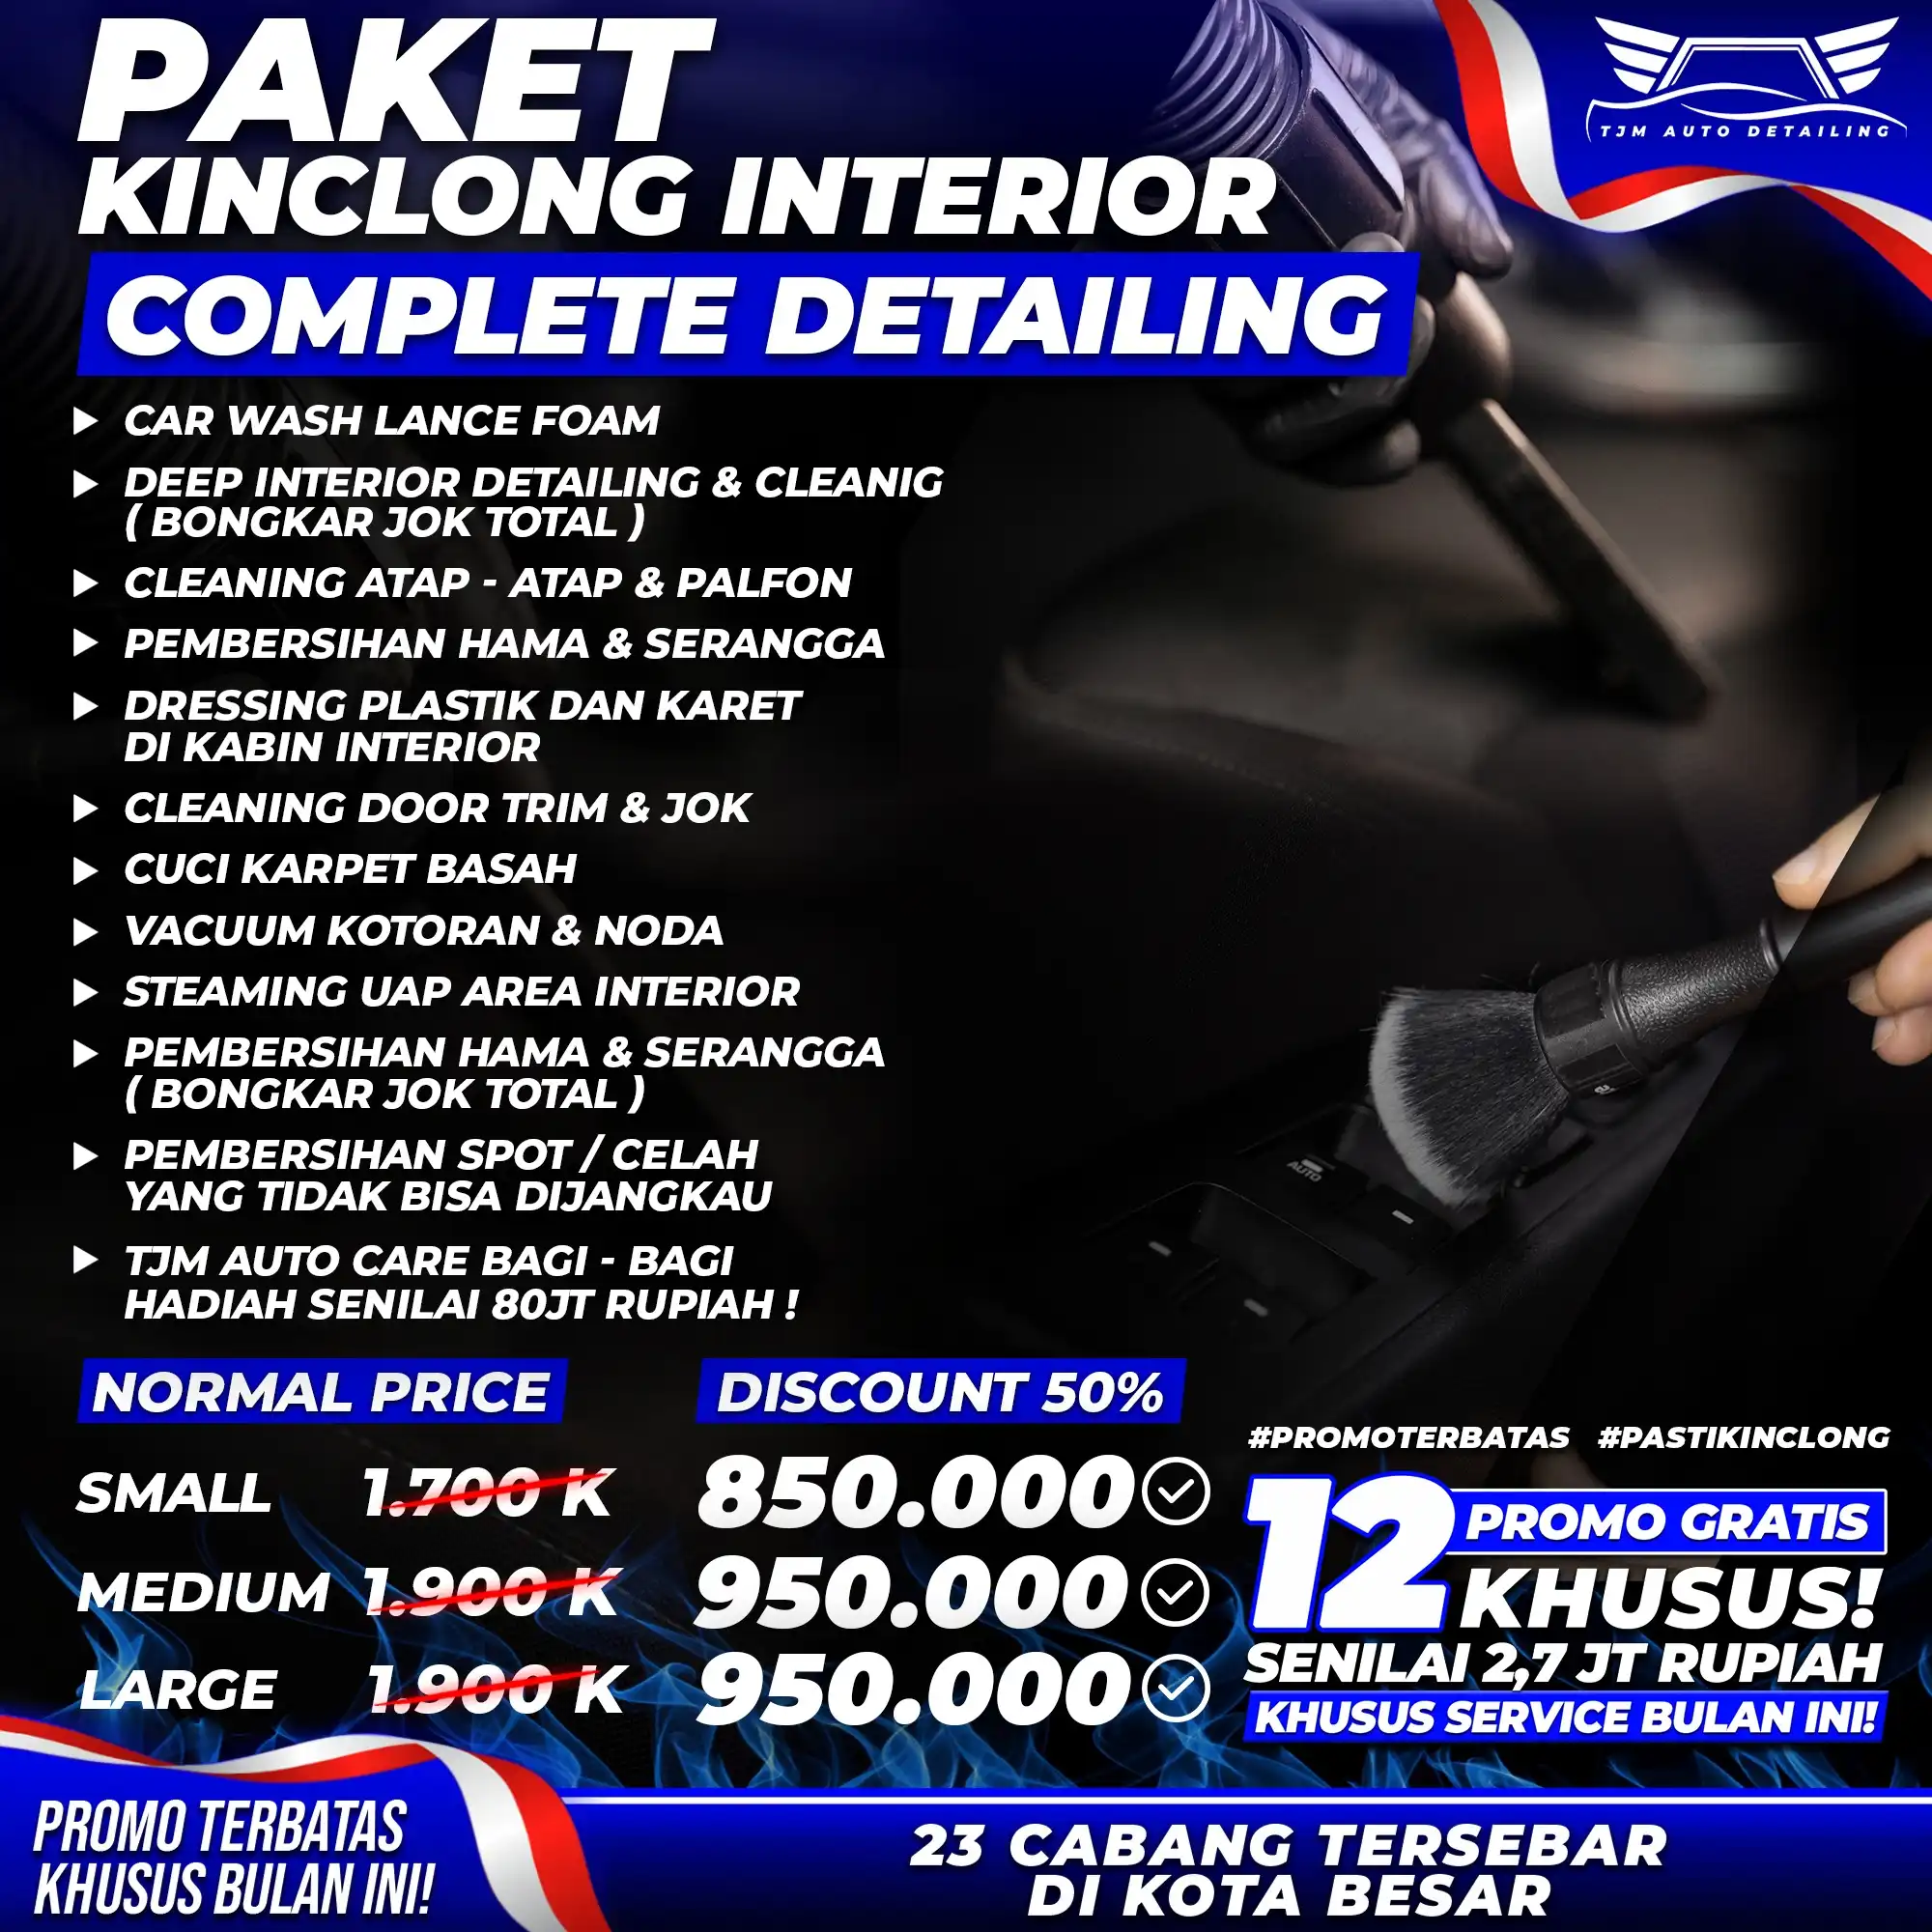 PAKET
KINCLONG INTERIOR
COMPLETE DETAILING
TJM AUTO DETAILING
CAR WASH LANCE FOAM
DEEP INTERIOR DETAILING & CLEANIG
( BONGKAR JOK TOTAL )
CLEANING ATAP - ATAP & PALFON
PEMBERSIHAN HAMA & SERANGGA
DRESSING PLASTIK DAN KARET
DI KABIN INTERIOR
CLEANING DOOR TRIM & JOK
CUCI KARPET BASAH
VACUUM KOTORAN & NODA
STEAMING UAP AREA INTERIOR
PEMBERSIHAN HAMA & SERANGGA
( BONGKAR JOK TOTAL )
PEMBERSIHAN SPOT / CELAH
YANG TIDAK BISA DIJANGKAU
TJM AUTO CARE BAGI - BAGI
HADIAH SENILAI 80JT RUPIAH !
AUTO
NORMAL PRICE DISCOUNT 50%
SMALL 1.700 K 850.000
MEDIUM 1.900 K 950.000
LARGE 1.900 K 950.000
#PROMOTERBATAS #PASTIKINCLONG
12 PROMO GRATIS
KHUSUS!
SENILAI 2,7 JT RUPIAH
KHUSUS SERVICE BULAN INI!
PROMO TERBATAS
KHUSUS BULAN INI!
23 CABANG TERSEBAR
DI KOTA BESAR